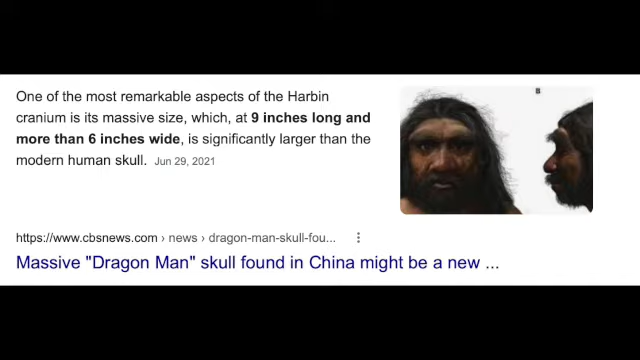 One of the most remarkable aspects of the Harbin
cranium is its massive size, which, at 9 inches long and
more than 6 inches wide, is significantly larger than the
modern human skull. Jun 29, 2021
https://www.cbsnews.com › news › dragon-man-skull-fou...
Massive "Dragon Man" skull found in China might be a new ...